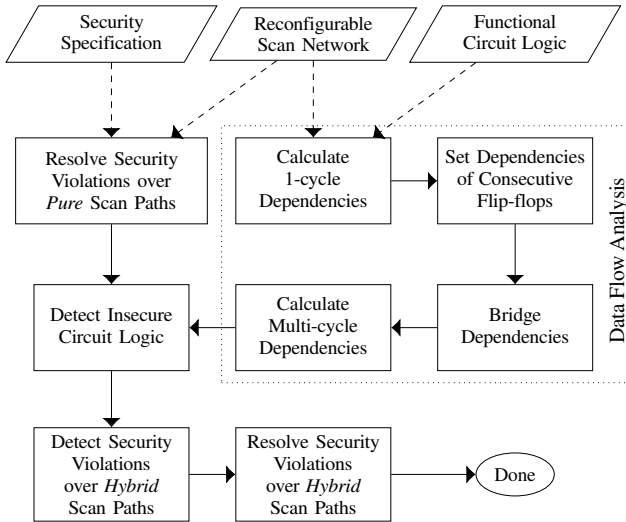 Security
Specification
Reconfigurable
Scan Network
Functional
Circuit Logic
Resolve Security
Violations over
Pure Scan Paths
Calculate
1-cycle
Dependencies
Set Dependencies
of Consecutive
Flip-flops
Data Flow Analysis
Detect Insecure
Circuit Logic
Calculate
Multi-cycle
Dependencies
Bridge
Dependencies
Detect Security
Violations
over Hybrid
Scan Paths
Resolve Security
Violations
over Hybrid
Scan Paths
Done